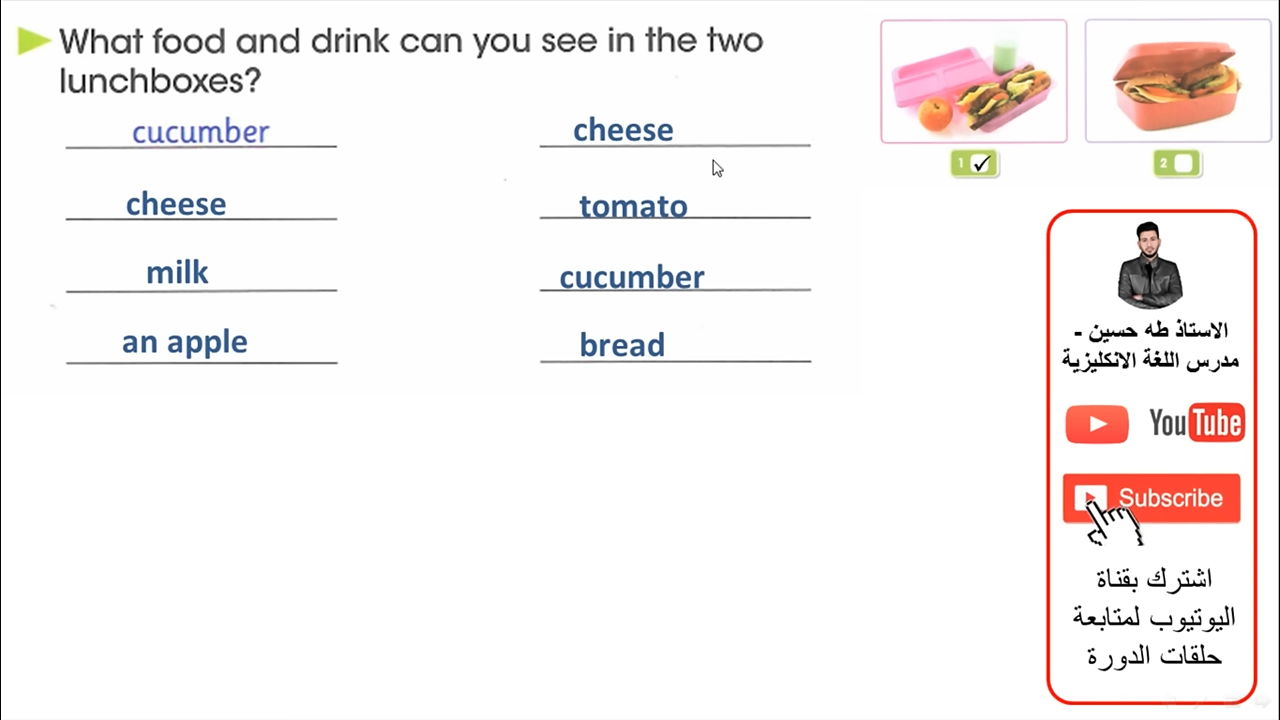 What food and drink can you see in the two
lunchboxes?
cucumber
cheese
cheese
tomato
milk
cucumber
an apple
bread
1
2
الاستاذ طه حسين -
مدرس اللغة الانكليزية
YouTube
Subscribe
اشترك بقناة
اليوتيوب لمتابعة
حلقات الدورة